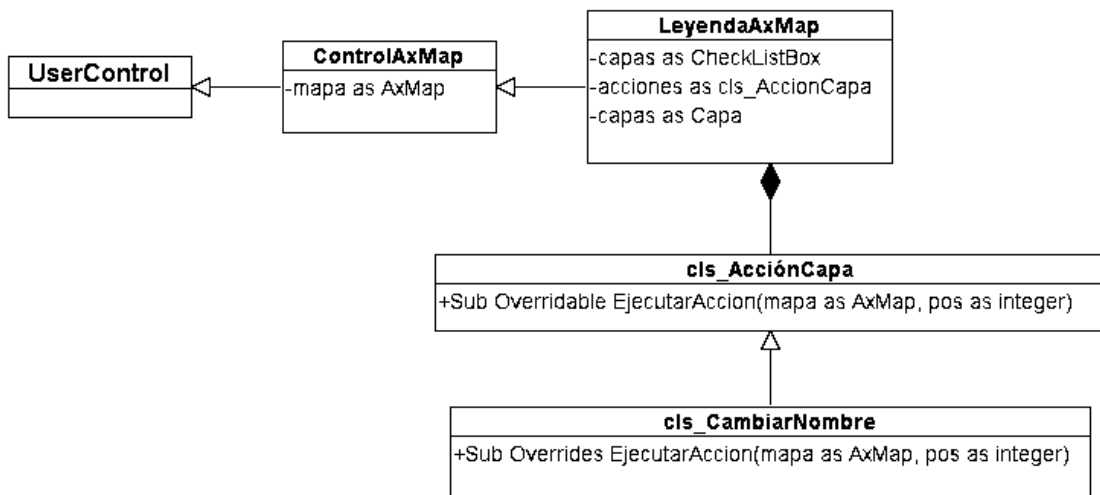 UserControl
ControlAxMap
-mapa as AxMap
LeyendaAxMap
-capas as CheckListBox
-acciones as cls_AccionCapa
-capas as Capa
cls_AcciónCapa
+Sub Overridable EjecutarAccion(mapa as AxMap, pos as integer)
cls_CambiarNombre
+Sub Overrides EjecutarAccion(mapa as AxMap, pos as integer)